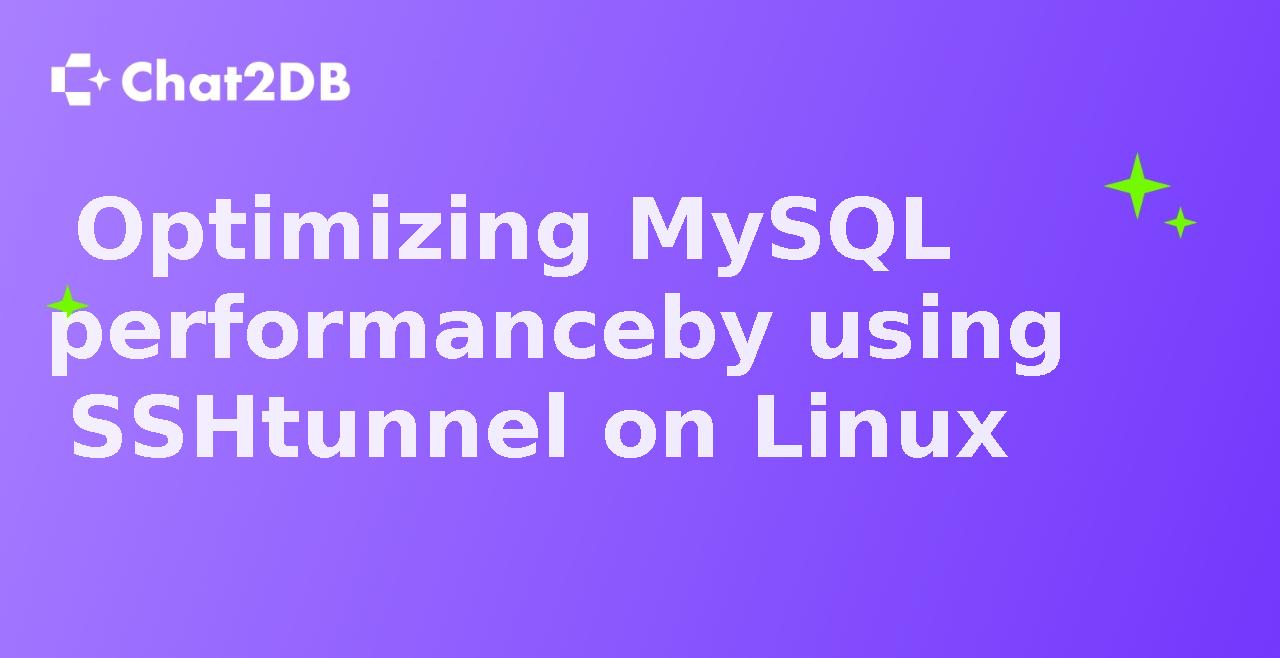 Chat2DB
Optimizing MySQL
performanceby using
SSHtunnel on Linux